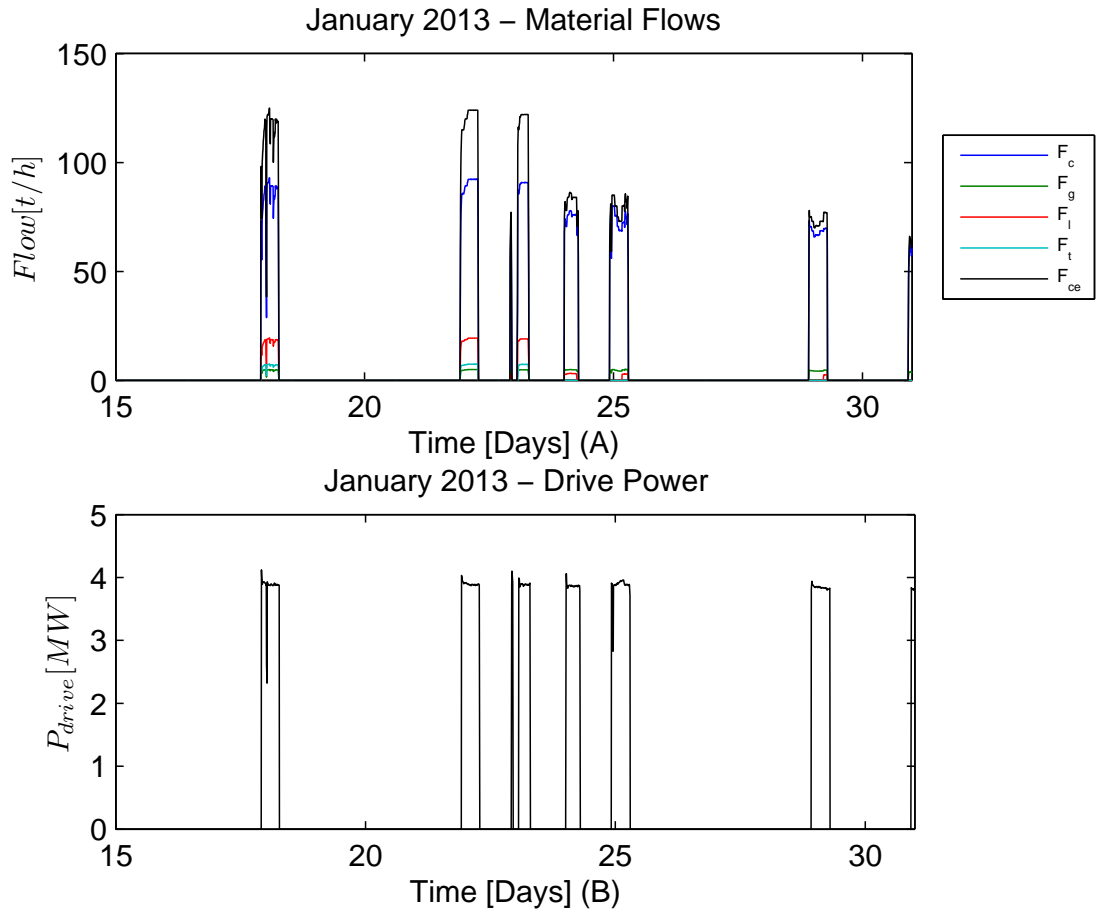 January 2013 – Material Flows
150
100
50
0
Flow[t/h]
15 20 25 30
Time [Days] (A)
F_c
F_g
F_l
F_t
F_ce
January 2013 – Drive Power
5
4
3
2
1
0
P_drive[MW]
15 20 25 30
Time [Days] (B)